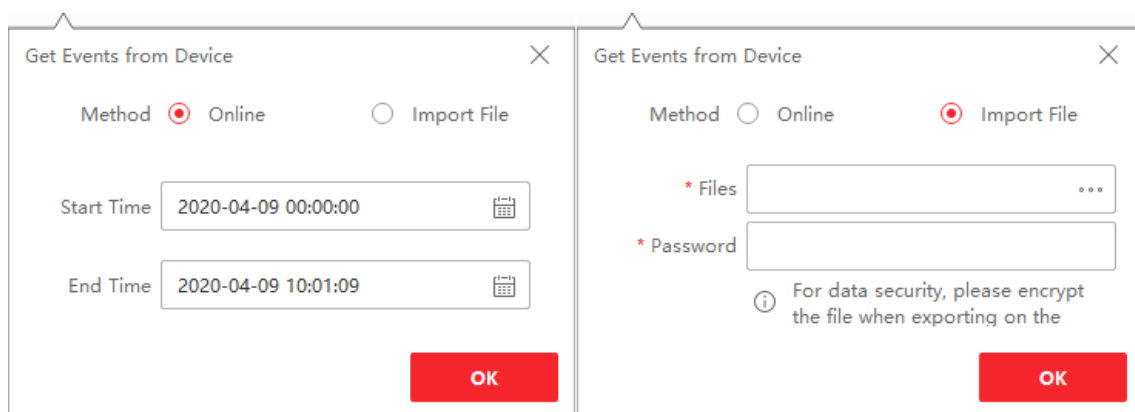 Get Events from Device
Method Online Import File
Start Time 2020-04-09 00:00:00
End Time 2020-04-09 10:01:09
OK
Get Events from Device
Method Online Import File
* Files
* Password
For data security, please encrypt
the file when exporting on the
OK